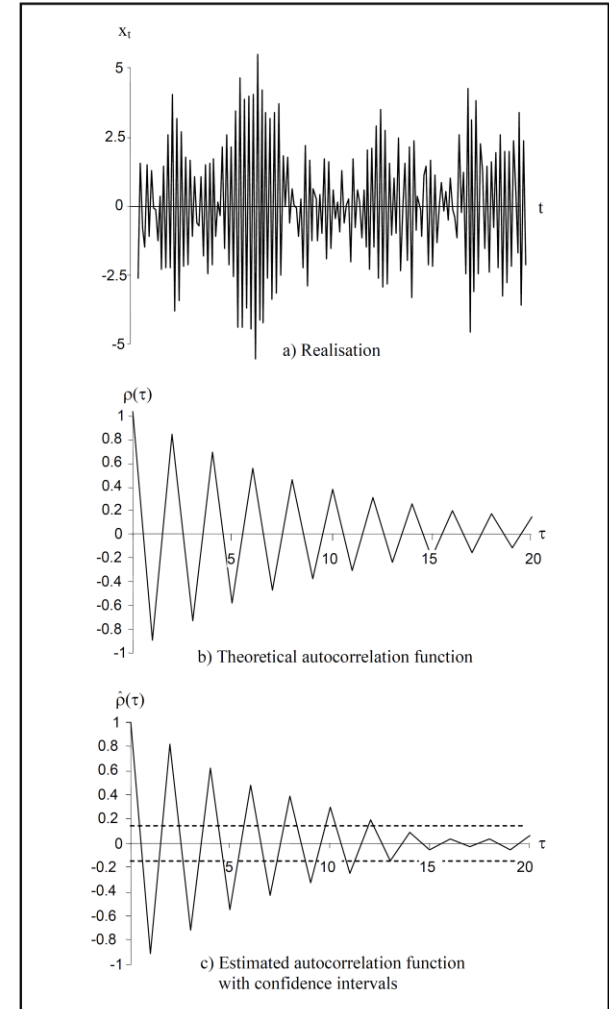 xₜ
5
2.5
0
-2.5
-5
t
a) Realisation
ρ(τ)
1
0.8
0.6
0.4
0.2
0
-0.2
-0.4
-0.6
-0.8
-1
5 10 15 20
τ
b) Theoretical autocorrelation function
ρ̂(τ)
1
0.8
0.6
0.4
0.2
0
-0.2
-0.4
-0.6
-0.8
-1
τ
5 10 15 20
c) Estimated autocorrelation function
with confidence intervals